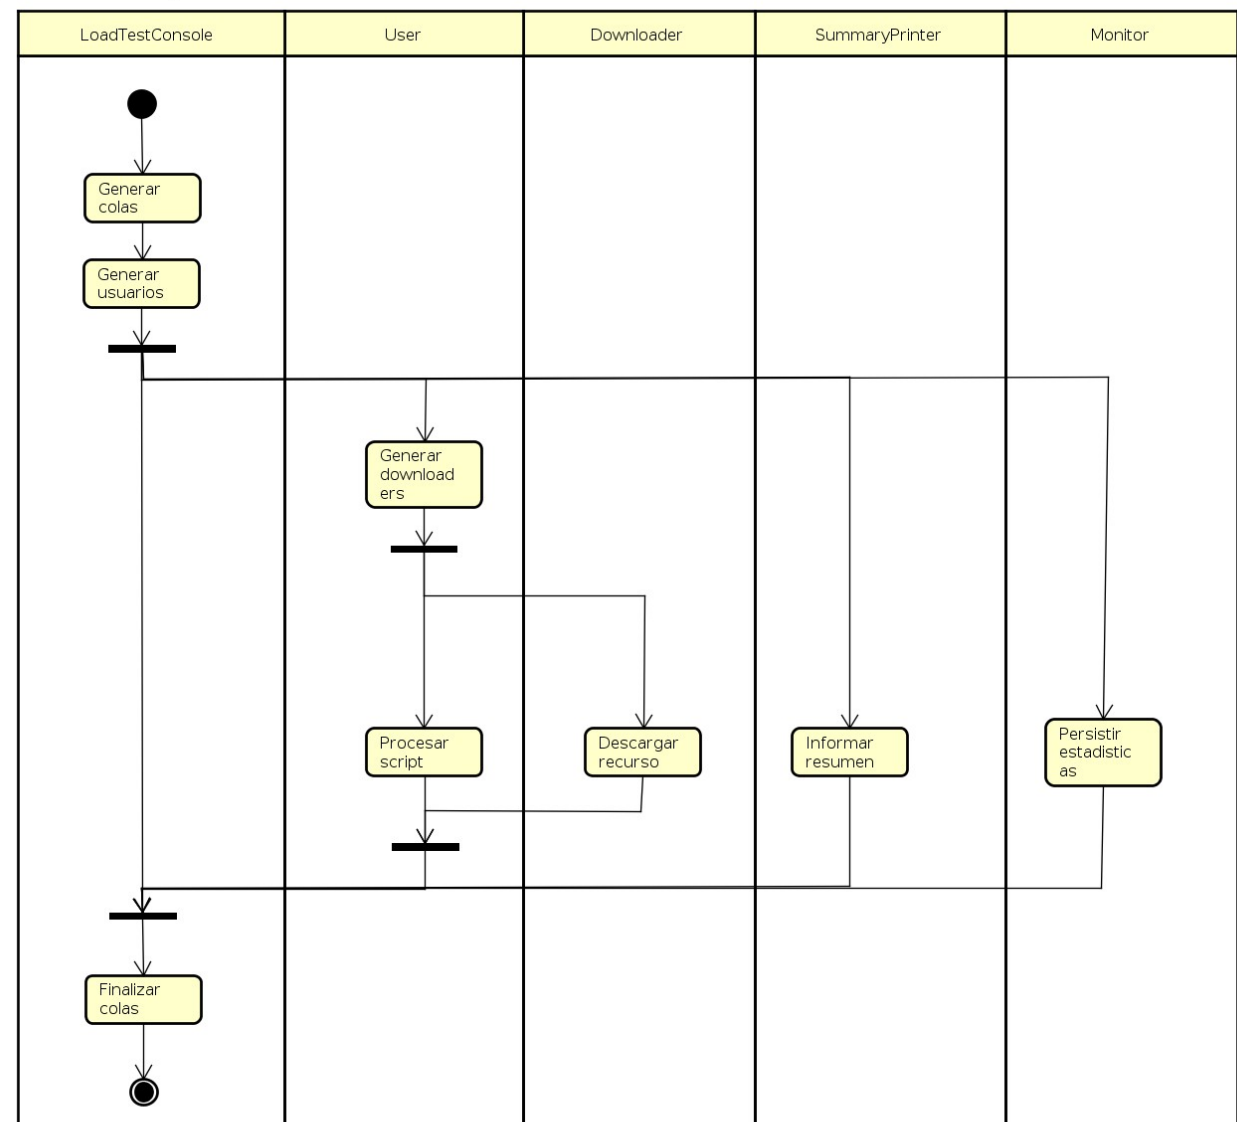 LoadTestConsole
User
Downloader
SummaryPrinter
Monitor
Generar
colas
Generar
usuarios
Generar
download
ers
Procesar
script
Descargar
recurso
Informar
resumen
Persistir
estadistic
as
Finalizar
colas